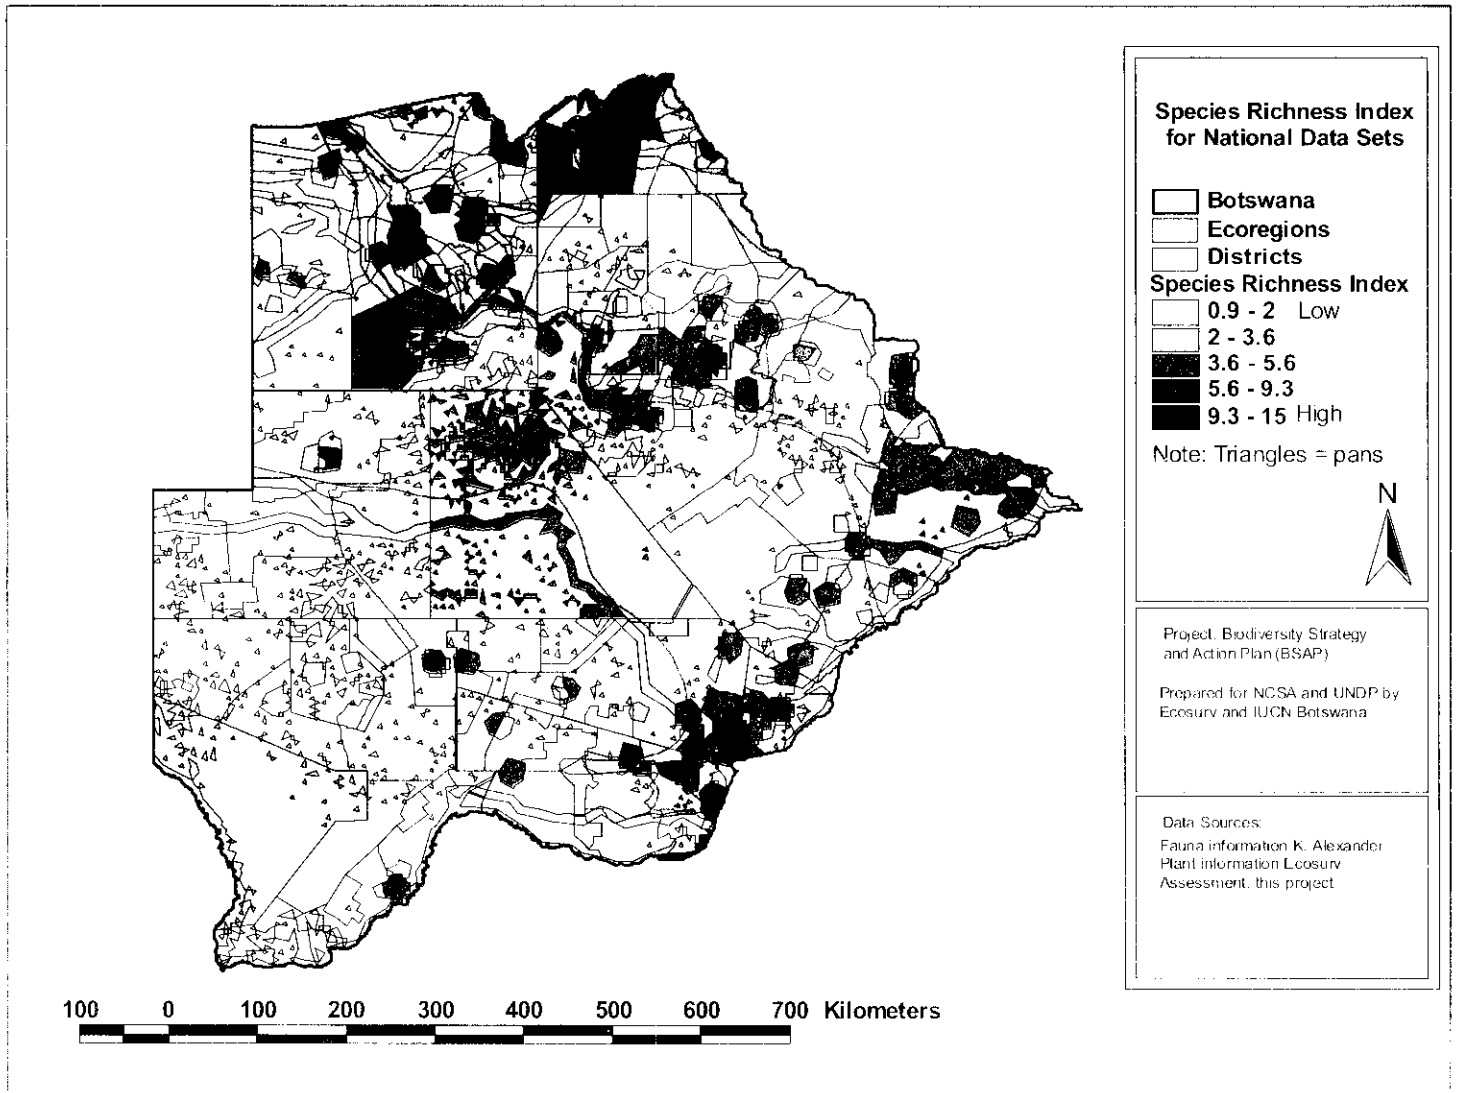 Species Richness Index
for National Data Sets
Botswana
Ecoregions
Districts
Species Richness Index
0.9 - 2 Low
2 - 3.6
3.6 - 5.6
5.6 - 9.3
9.3 - 15 High
Note: Triangles = pans
N
Project: Biodiversity Strategy
and Action Plan (BSAP)
Prepared for NCSA and UNDP by
Ecosurv and IUCN Botswana
Data Sources:
Fauna information K. Alexander
Plant information Ecosurv
Assessment: this project
100 0 100 200 300 400 500 600 700 Kilometers